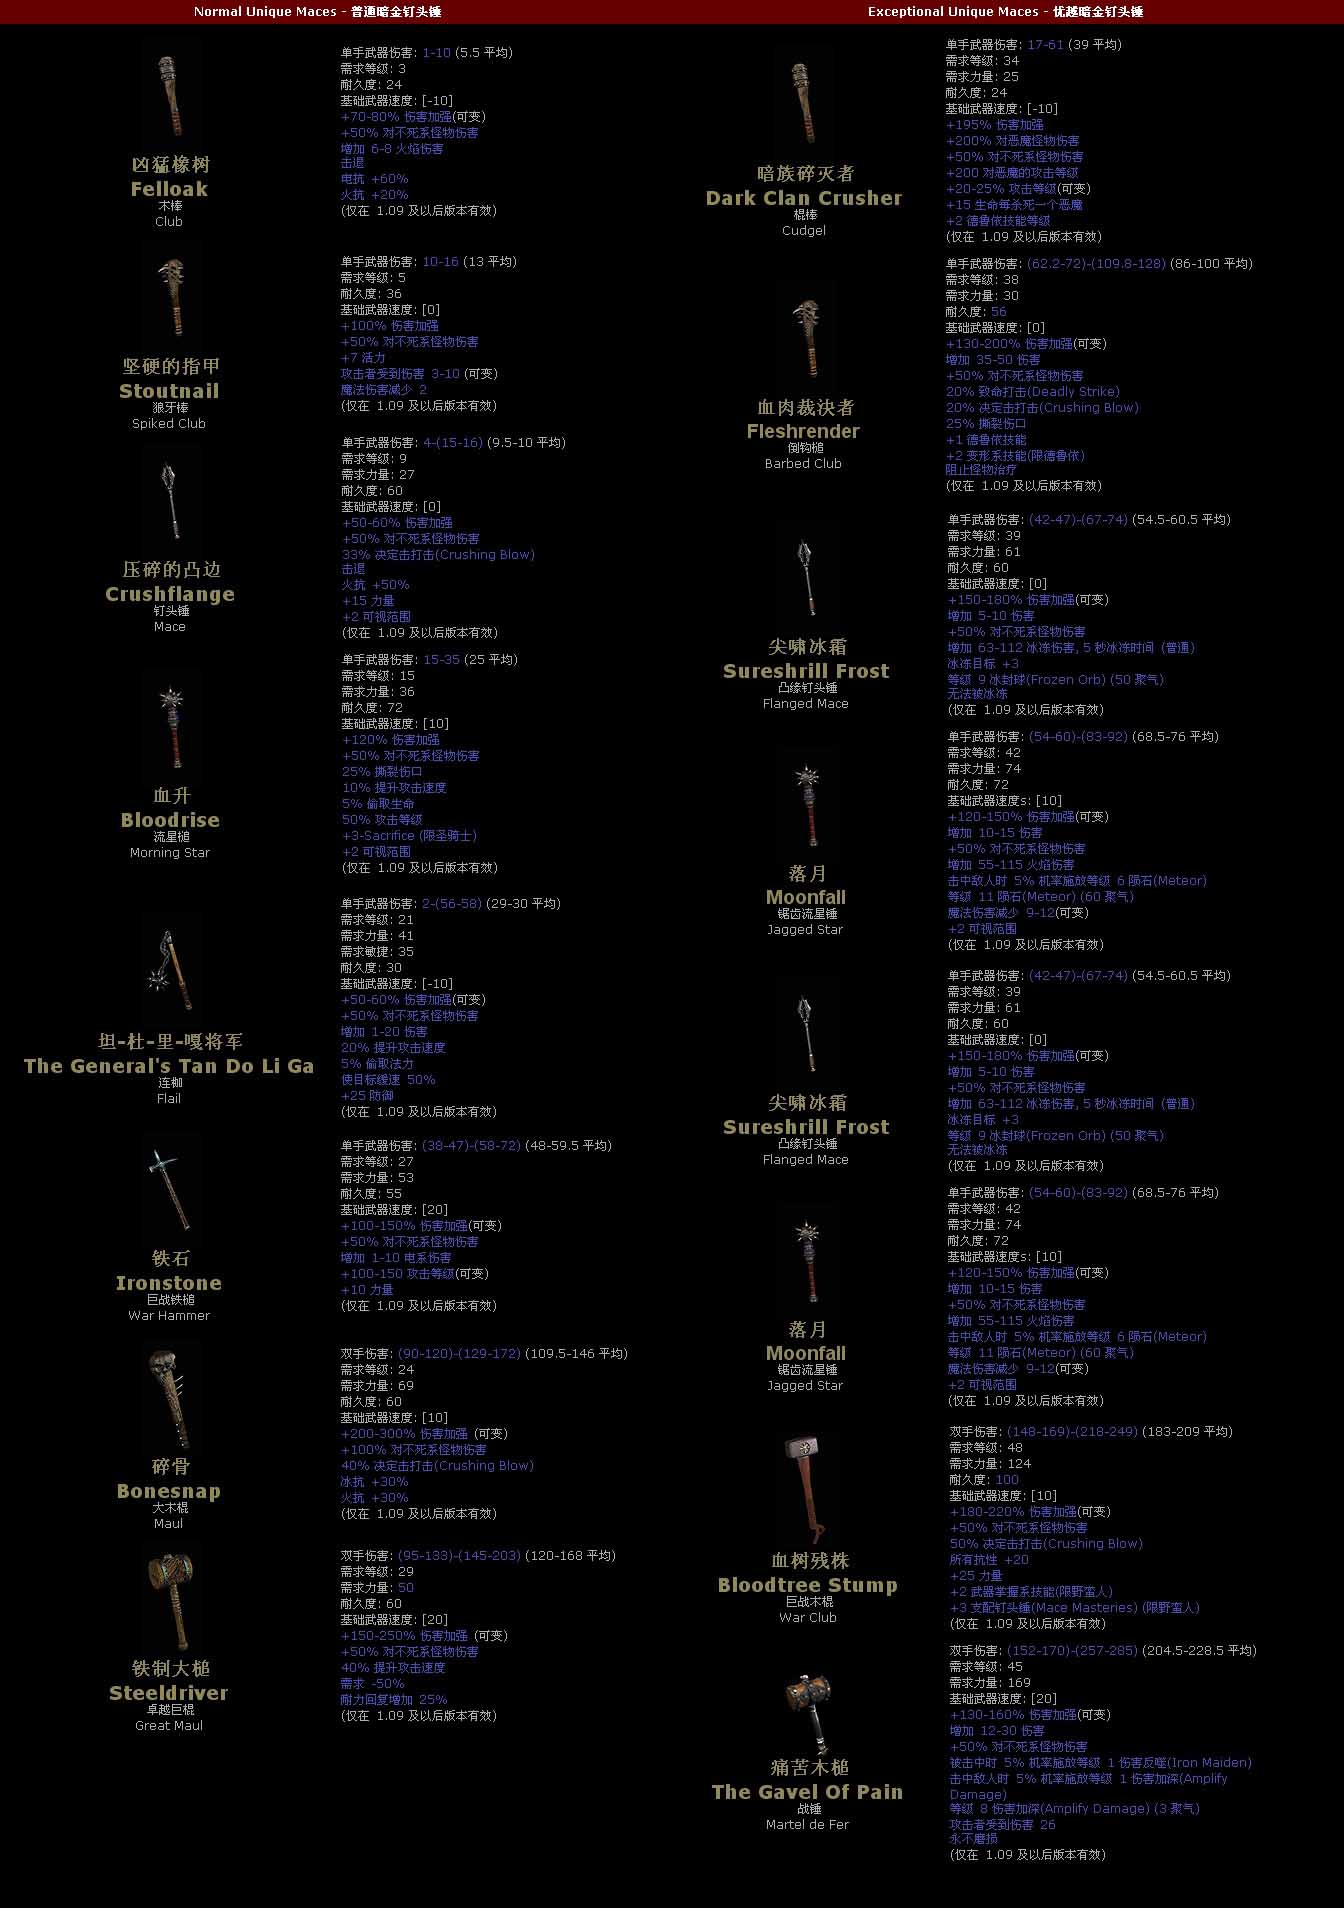 Normal Unique Maces - 普通暗金钉头锤
凶猛橡树
Felloak
木棒
Club
单手武器伤害: 1-10 (5.5 平均)
需求等级: 3
耐久度: 24
基础武器速度: [-10]
+70-80% 伤害加强(可变)
+50% 对不死系怪物伤害
增加 6-8 火焰伤害
击退
电抗 +60%
火抗 +20%
(仅在 1.09 及以后版本有效)
坚硬的指甲
Stoutnail
狼牙棒
Spiked Club
单手武器伤害: 10-16 (13 平均)
需求等级: 5
耐久度: 36
基础武器速度: [0]
+100% 伤害加强
+50% 对不死系怪物伤害
+7 活力
攻击者受到伤害 3-10 (可变)
魔法伤害减少 2
(仅在 1.09 及以后版本有效)
压碎的凸边
Crushflange
钉头锤
Mace
单手武器伤害: 4-(15-16) (9.5-10 平均)
需求等级: 9
需求力量: 27
耐久度: 60
基础武器速度: [0]
+50-60% 伤害加强
+50% 对不死系怪物伤害
33% 决定击打击(Crushing Blow)
击退
火抗 +50%
+15 力量
+2 可视范围
(仅在 1.09 及以后版本有效)
血升
Bloodrise
流星槌
Morning Star
单手武器伤害: 15-35 (25 平均)
需求等级: 15
需求力量: 36
耐久度: 72
基础武器速度: [10]
+120% 伤害加强
+50% 对不死系怪物伤害
25% 撕裂伤口
10% 提升攻击速度
5% 偷取生命
50% 攻击等级
+3-Sacrifice (限圣骑士)
+2 可视范围
(仅在 1.09 及以后版本有效)
坦-杜-里-嘎将军
The General's Tan Do Li Ga
连枷
Flail
单手武器伤害: 2-(56-58) (29-30 平均)
需求等级: 21
需求力量: 41
需求敏捷: 35
耐久度: 30
基础武器速度: [-10]
+50-60% 伤害加强(可变)
+50% 对不死系怪物伤害
增加 1-20 伤害
20% 提升攻击速度
5% 偷取法力
使目标缓速 50%
+25 防御
(仅在 1.09 及以后版本有效)
铁石
Ironstone
巨战铁槌
War Hammer
单手武器伤害: (38-47)-(58-72) (48-59.5 平均)
需求等级: 27
需求力量: 53
耐久度: 55
基础武器速度: [20]
+100-150% 伤害加强(可变)
+50% 对不死系怪物伤害
增加 1-10 电系伤害
+100-150 攻击等级(可变)
+10 力量
(仅在 1.09 及以后版本有效)
碎骨
Bonesnap
大木棍
Maul
双手伤害: (90-120)-(129-172) (109.5-146 平均)
需求等级: 24
需求力量: 69
耐久度: 60
基础武器速度: [10]
+200-300% 伤害加强 (可变)
+100% 对不死系怪物伤害
40% 决定击打击(Crushing Blow)
冰抗 +30%
火抗 +30%
(仅在 1.09 及以后版本有效)
铁制大槌
Steeldriver
卓越巨棍
Great Maul
双手伤害: (95-133)-(145-203) (120-168 平均)
需求等级: 29
需求力量: 50
耐久度: 60
基础武器速度: [20]
+150-250% 伤害加强 (可变)
+50% 对不死系怪物伤害
40% 提升攻击速度
需求 -50%
耐力回复增加 25%
(仅在 1.09 及以后版本有效)
Exceptional Unique Maces - 优越暗金钉头锤
暗族碎灭者
Dark Clan Crusher
棍棒
Cudgel
单手武器伤害: 17-61 (39 平均)
需求等级: 34
需求力量: 25
耐久度: 24
基础武器速度: [-10]
+195% 伤害加强
+200% 对恶魔怪物伤害
+50% 对不死系怪物伤害
+200 对恶魔的攻击等级
+20-25% 攻击等级(可变)
+15 生命每杀死一个恶魔
+2 德鲁依技能等级
(仅在 1.09 及以后版本有效)
血肉裁决者
Fleshrender
倒钩槌
Barbed Club
单手武器伤害: (62.2-72)-(109.8-128) (86-100 平均)
需求等级: 38
需求力量: 30
耐久度: 56
基础武器速度: [0]
+130-200% 伤害加强(可变)
增加 35-50 伤害
+50% 对不死系怪物伤害
20% 致命打击(Deadly Strike)
20% 决定击打击(Crushing Blow)
25% 撕裂伤口
+1 德鲁依技能
+2 变形系技能(限德鲁依)
阻止怪物治疗
(仅在 1.09 及以后版本有效)
尖啸冰霜
Sureshrill Frost
凸缘钉头锤
Flanged Mace
单手武器伤害: (42-47)-(67-74) (54.5-60.5 平均)
需求等级: 39
需求力量: 61
耐久度: 60
基础武器速度: [0]
+150-180% 伤害加强(可变)
增加 5-10 伤害
+50% 对不死系怪物伤害
增加 63-112 冰冻伤害, 5 秒冰冻时间 (普通)
冰冻目标 +3
等级 9 冰封球(Frozen Orb) (50 聚气)
无法被冰冻
(仅在 1.09 及以后版本有效)
落月
Moonfall
锯齿流星锤
Jagged Star
单手武器伤害: (54-60)-(83-92) (68.5-76 平均)
需求等级: 42
需求力量: 74
耐久度: 72
基础武器速度s: [10]
+120-150% 伤害加强(可变)
增加 10-15 伤害
+50% 对不死系怪物伤害
增加 55-115 火焰伤害
击中敌人时 5% 机率施放等级 6 陨石(Meteor)
等级 11 陨石(Meteor) (60 聚气)
魔法伤害减少 9-12(可变)
+2 可视范围
(仅在 1.09 及以后版本有效)
尖啸冰霜
Sureshrill Frost
凸缘钉头锤
Flanged Mace
单手武器伤害: (42-47)-(67-74) (54.5-60.5 平均)
需求等级: 39
需求力量: 61
耐久度: 60
基础武器速度: [0]
+150-180% 伤害加强(可变)
增加 5-10 伤害
+50% 对不死系怪物伤害
增加 63-112 冰冻伤害, 5 秒冰冻时间 (普通)
冰冻目标 +3
等级 9 冰封球(Frozen Orb) (50 聚气)
无法被冰冻
(仅在 1.09 及以后版本有效)
落月
Moonfall
锯齿流星锤
Jagged Star
单手武器伤害: (54-60)-(83-92) (68.5-76 平均)
需求等级: 42
需求力量: 74
耐久度: 72
基础武器速度s: [10]
+120-150% 伤害加强(可变)
增加 10-15 伤害
+50% 对不死系怪物伤害
增加 55-115 火焰伤害
击中敌人时 5% 机率施放等级 6 陨石(Meteor)
等级 11 陨石(Meteor) (60 聚气)
魔法伤害减少 9-12(可变)
+2 可视范围
(仅在 1.09 及以后版本有效)
血树残株
Bloodtree Stump
巨战木棍
War Club
双手伤害: (148-169)-(218-249) (183-209 平均)
需求等级: 48
需求力量: 124
耐久度: 100
基础武器速度: [10]
+180-220% 伤害加强(可变)
+50% 对不死系怪物伤害
50% 决定击打击(Crushing Blow)
所有抗性 +20
+25 力量
+2 武器掌握系技能(限野蛮人)
+3 支配钉头锤(Mace Masteries) (限野蛮人)
(仅在 1.09 及以后版本有效)
痛苦木槌
The Gavel Of Pain
战锤
Martel de Fer
双手伤害: (152-170)-(257-285) (204.5-228.5 平均)
需求等级: 45
需求力量: 169
基础武器速度: [20]
+130-160% 伤害加强(可变)
增加 12-30 伤害
+50% 对不死系怪物伤害
被击中时 5% 机率施放等级 1 伤害反噬(Iron Maiden)
击中敌人时 5% 机率施放等级 1 伤害加深(Amplify
Damage)
等级 8 伤害加深(Amplify Damage) (3 聚气)
攻击者受到伤害 26
永不磨损
(仅在 1.09 及以后版本有效)